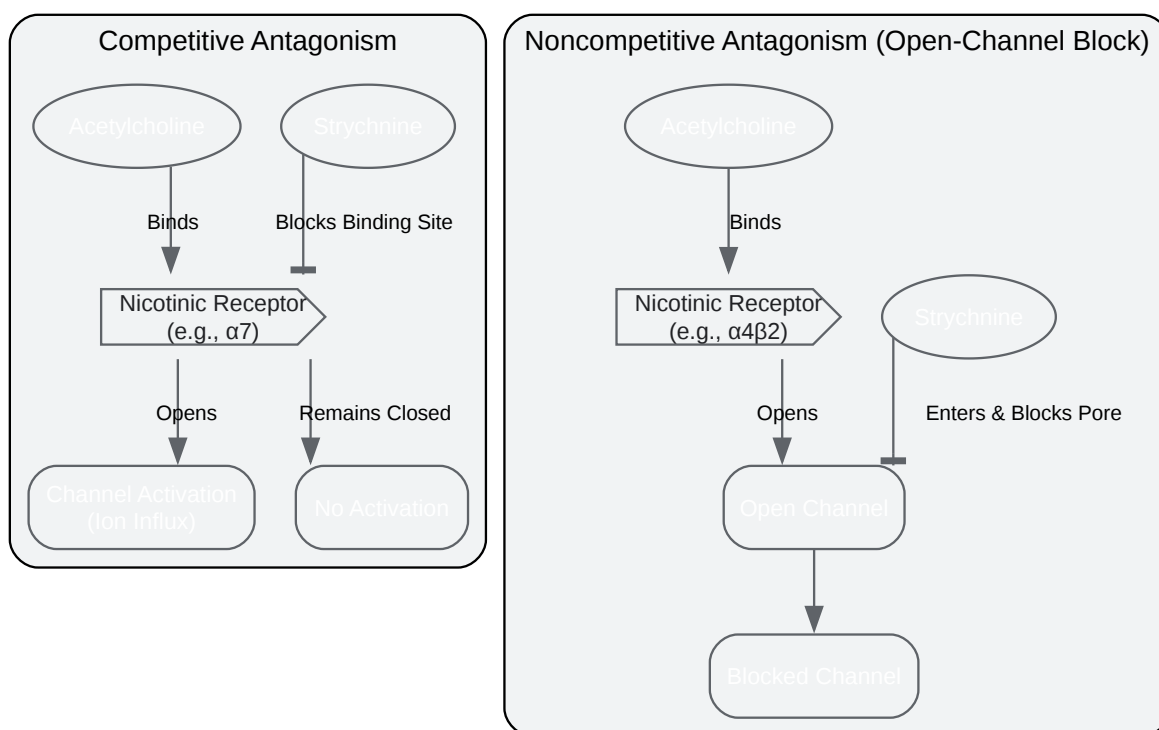 Competitive Antagonism
Acetylcholine
Strychnine
Binds
Blocks Binding Site
Nicotinic Receptor
(e.g., α7)
Opens
Remains Closed
Channel Activation
(Ion Influx)
No Activation
Noncompetitive Antagonism (Open-Channel Block)
Acetylcholine
Binds
Nicotinic Receptor
(e.g., α4β2)
Strychnine
Opens
Enters & Blocks Pore
Open Channel
Blocked Channel